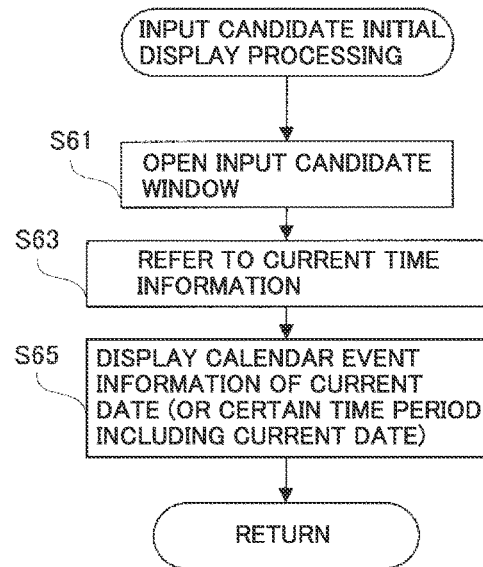 INPUT CANDIDATE INITIAL
DISPLAY PROCESSING
S61
OPEN INPUT CANDIDATE
WINDOW
S63
REFER TO CURRENT TIME
INFORMATION
S65
DISPLAY CALENDAR EVENT
INFORMATION OF CURRENT
DATE (OR CERTAIN TIME PERIOD
INCLUDING CURRENT DATE)
RETURN